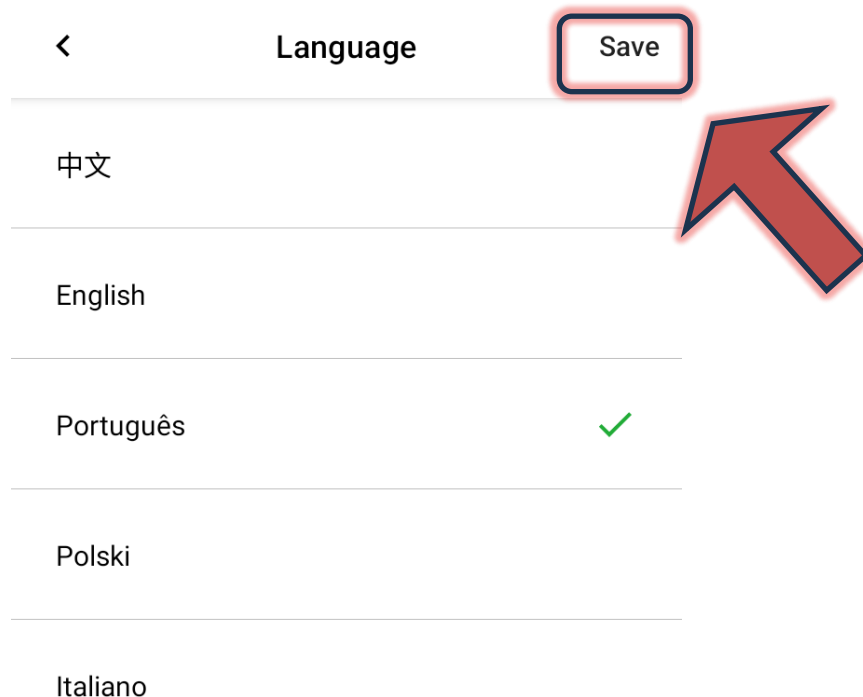 Language Save
中文
English
Português
Polski
Italiano